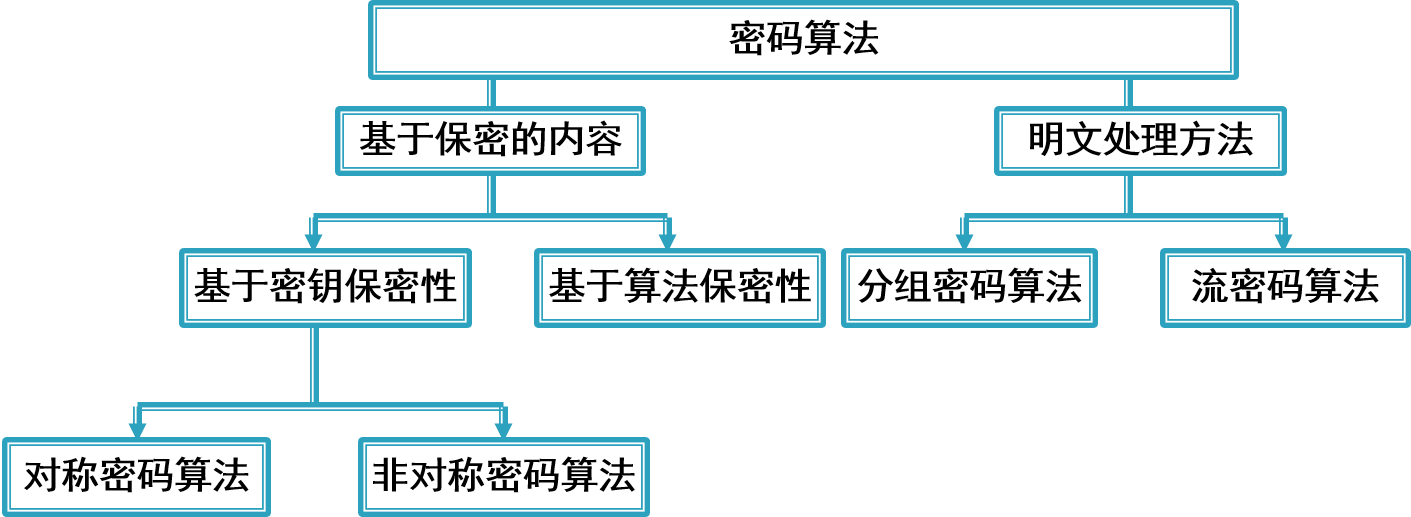 密码算法
基于保密的内容
明文处理方法
基于密钥保密性
基于算法保密性
分组密码算法
流密码算法
对称密码算法
非对称密码算法